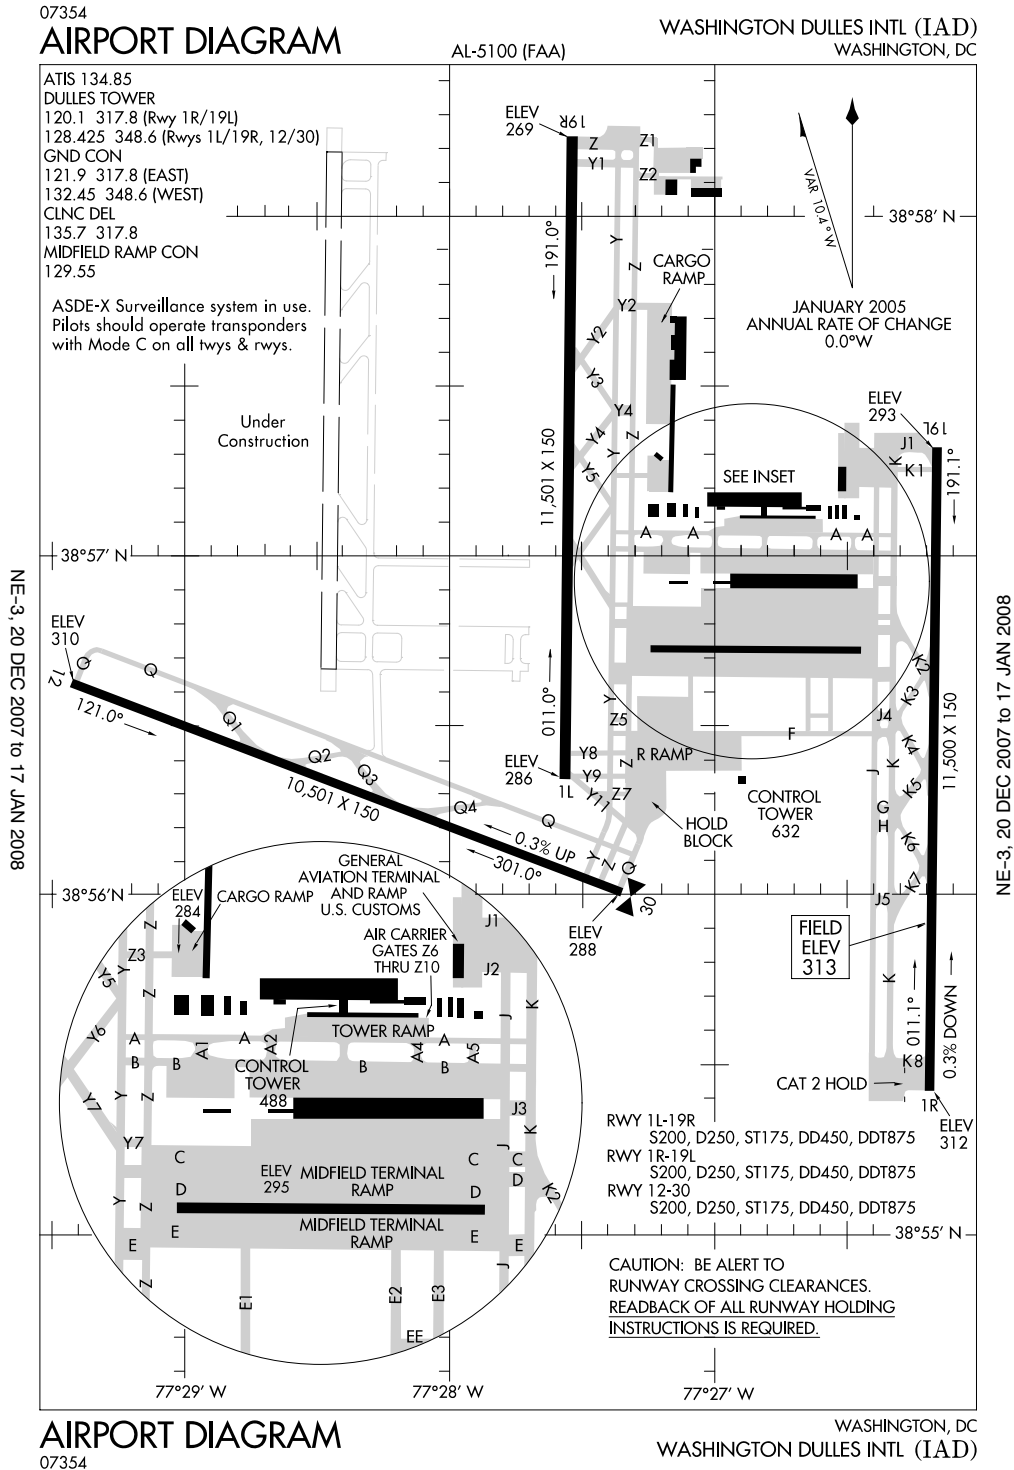 07354
AIRPORT DIAGRAM
AL-5100 (FAA)
WASHINGTON DULLES INTL (IAD)
WASHINGTON, DC
ATIS 134.85
DULLES TOWER
120.1 317.8 (Rwy 1R/19L)
128.425 348.6 (Rwys 1L/19R, 12/30)
GND CON
121.9 317.8 (EAST)
132.45 348.6 (WEST)
CLNC DEL
135.7 317.8
MIDFIELD RAMP CON
129.55
ASDE-X Surveillance system in use.
Pilots should operate transponders
with Mode C on all twys & rwys.
Under
Construction
ELEV
269
19R
Z
Z1
Y1
Z2
191.0°
Y
Z
CARGO
RAMP
Y2
Y2
Y3
Y4
Y4
Z
Y
Y5
11,501 X 150
VAR 10.4° W
38°58' N
JANUARY 2005
ANNUAL RATE OF CHANGE
0.0°W
ELEV
293
19L
J1
K
K1
191.1°
SEE INSET
A
A
A
A
38°57' N
ELEV
310
12
Q
Q
121.0°
Q1
Q2
Q3
Q4
Q
10,501 X 150
0.3% UP
301.0°
011.0°
ELEV
286
1L
Y
Z5
Y8
Y9
Y11
Z
Z7
R RAMP
F
Y
Z
Q
30
ELEV
288
HOLD
BLOCK
CONTROL
TOWER
632
K2
K3
J4
K4
K
J
K5
G
H
K6
K7
J5
K
11,500 X 150
FIELD
ELEV
313
011.1°
0.3% DOWN
K8
CAT 2 HOLD
1R
ELEV
312
38°56' N
GENERAL
AVIATION TERMINAL
AND RAMP
U.S. CUSTOMS
ELEV
284
CARGO RAMP
AIR CARRIER
GATES Z6
THRU Z10
J1
J2
Z
Z3
Y
Y5
Z
Y6
K
J
TOWER RAMP
A
A1
A
A2
A4
A
A5
B
B
B
B
CONTROL
TOWER
488
Y
Z
Y7
Y7
J3
K
J
C
C
C
D
D
D
K2
ELEV
295
MIDFIELD TERMINAL
RAMP
MIDFIELD TERMINAL
RAMP
Y
Z
E
E
E
E
Z
J
E1
E2
E3
EE
RWY 1L-19R
S200, D250, ST175, DD450, DDT875
RWY 1R-19L
S200, D250, ST175, DD450, DDT875
RWY 12-30
S200, D250, ST175, DD450, DDT875
38°55' N
CAUTION: BE ALERT TO
RUNWAY CROSSING CLEARANCES.
READBACK OF ALL RUNWAY HOLDING
INSTRUCTIONS IS REQUIRED.
77°29' W
77°28' W
77°27' W
NE-3, 20 DEC 2007 to 17 JAN 2008
NE-3, 20 DEC 2007 to 17 JAN 2008
AIRPORT DIAGRAM
07354
WASHINGTON, DC
WASHINGTON DULLES INTL (IAD)